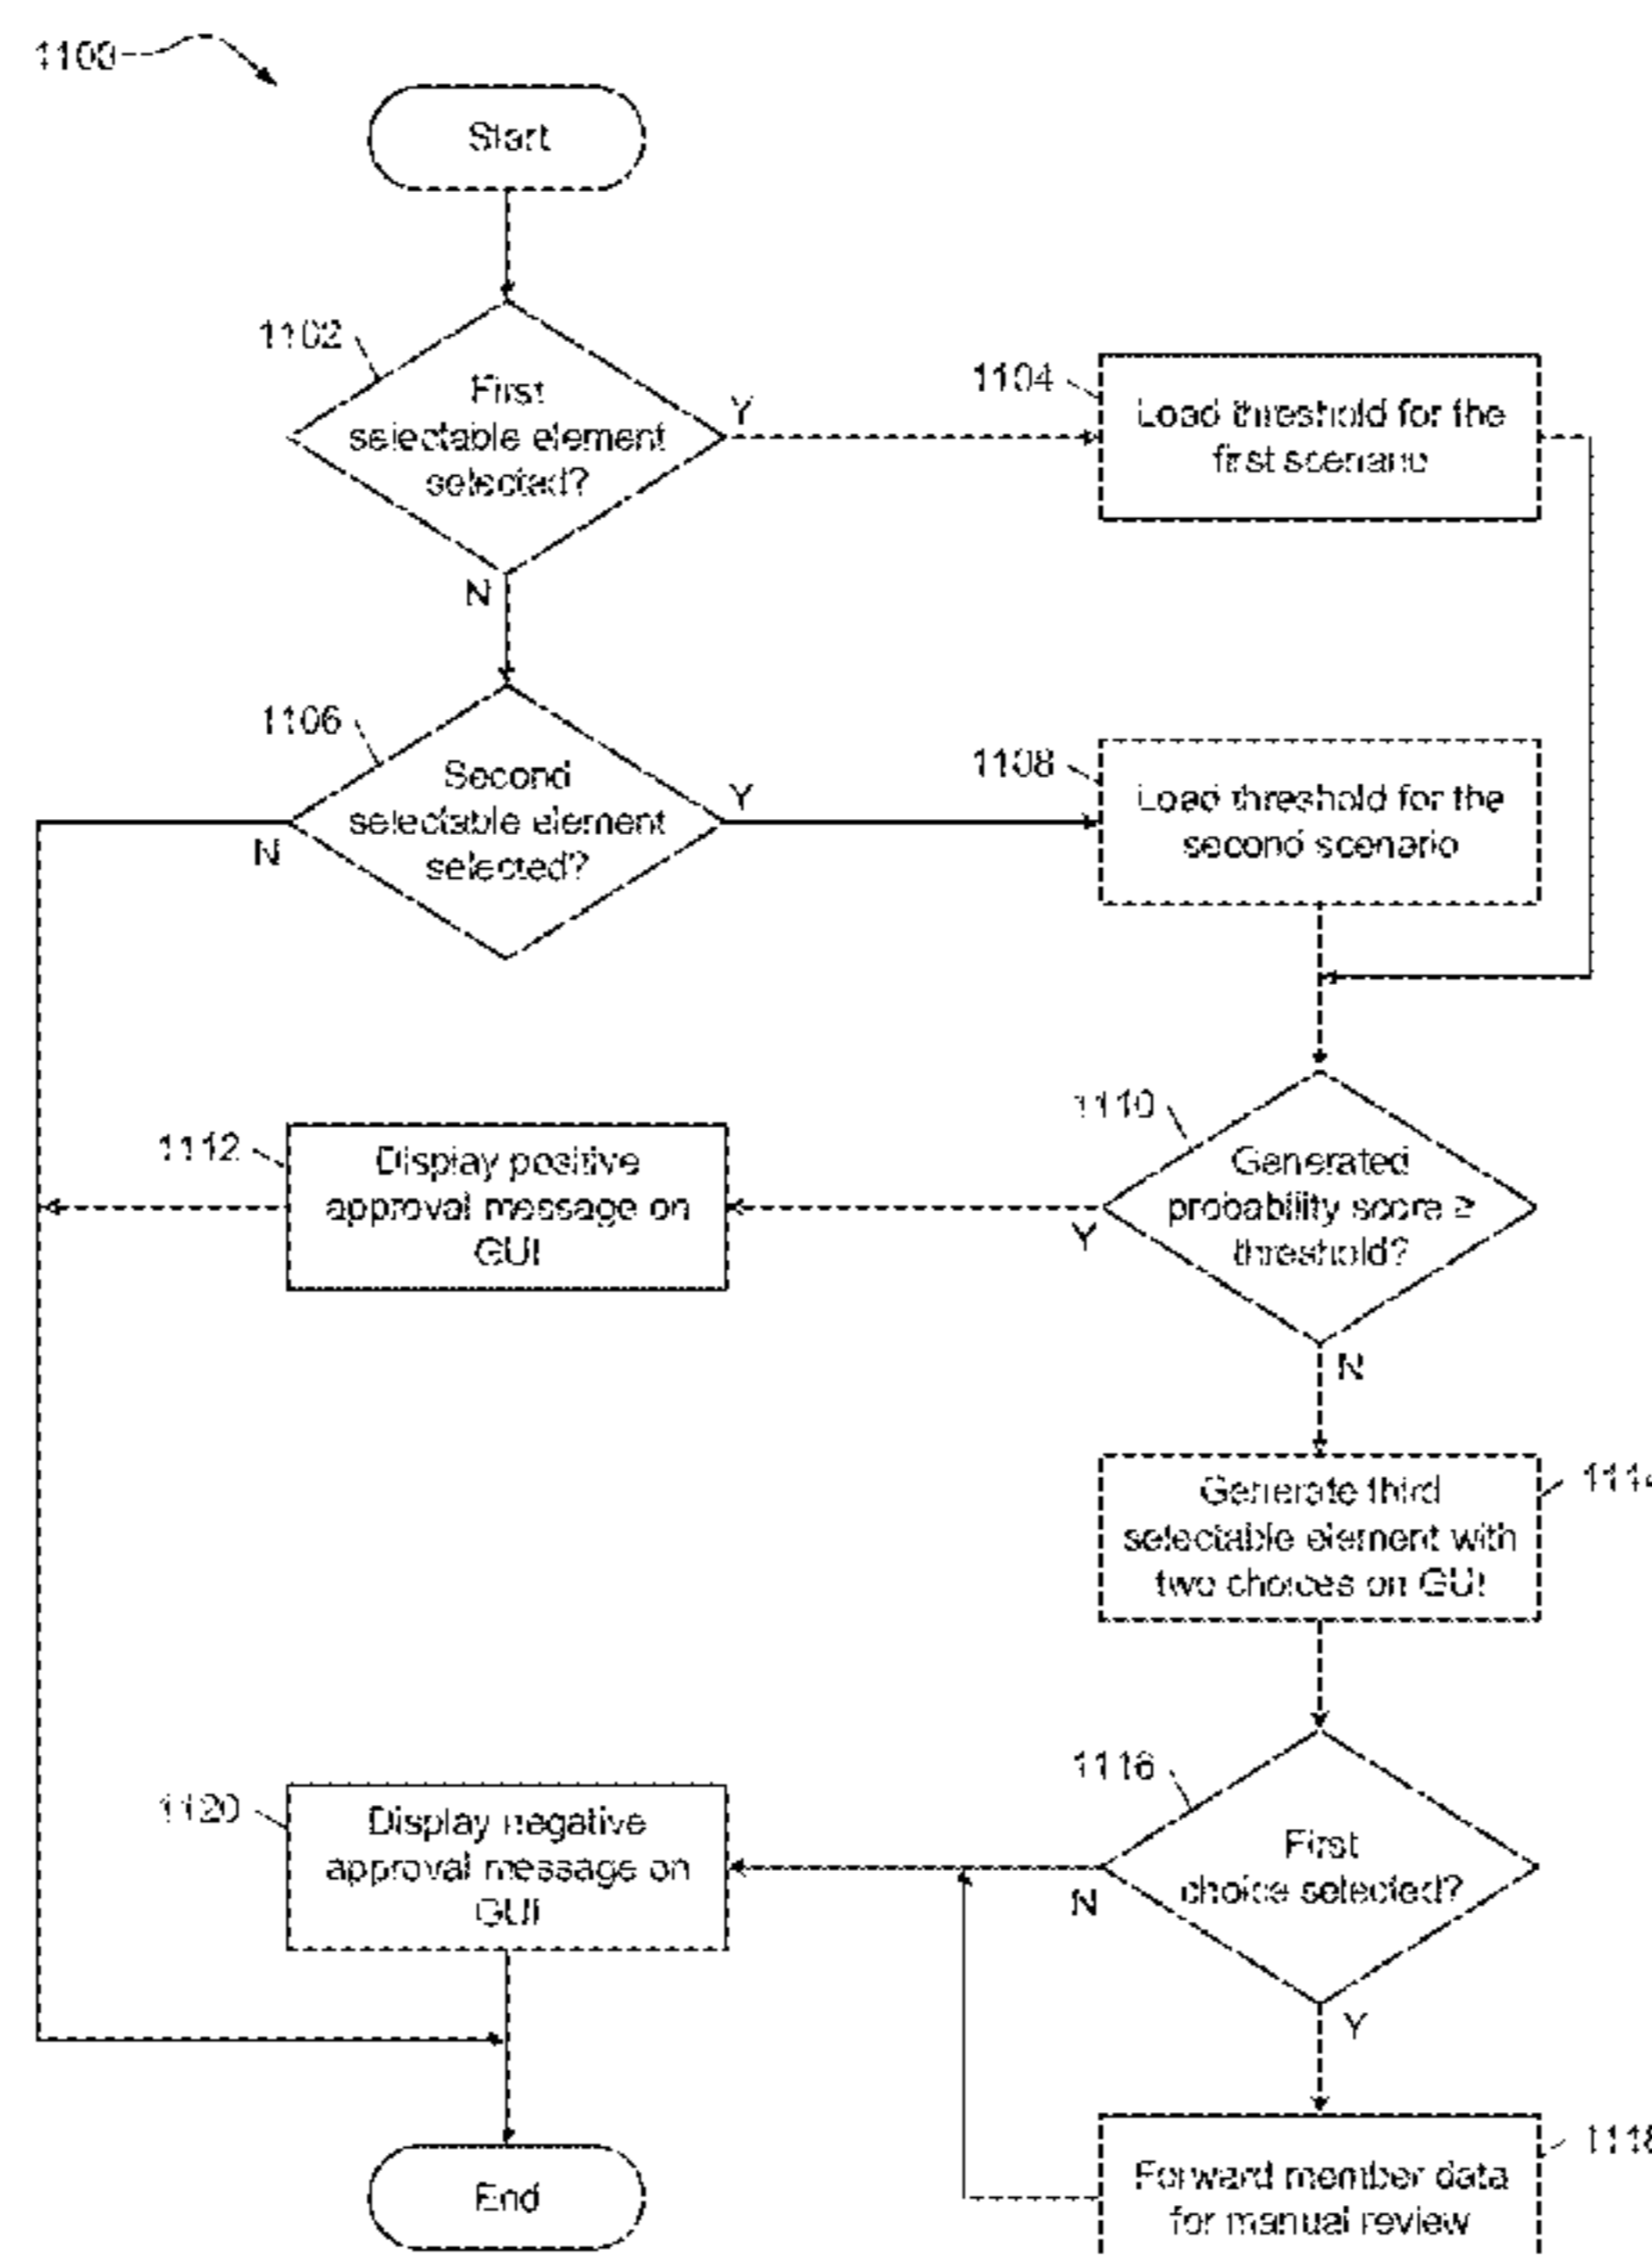 1100
Start
1102
First
selectable element
selected?
Y
N
1104
Load threshold for the
first scenario
1106
Second
selectable element
selected?
Y
N
1108
Load threshold for the
second scenario
1110
Generated
probability score ≥
threshold?
Y
N
1112
Display positive
approval message on
GUI
1114
Generate third
selectable element with
two choices on GUI
1116
First
choice selected?
N
Y
1120
Display negative
approval message on
GUI
1118
Forward member data
for manual review
End